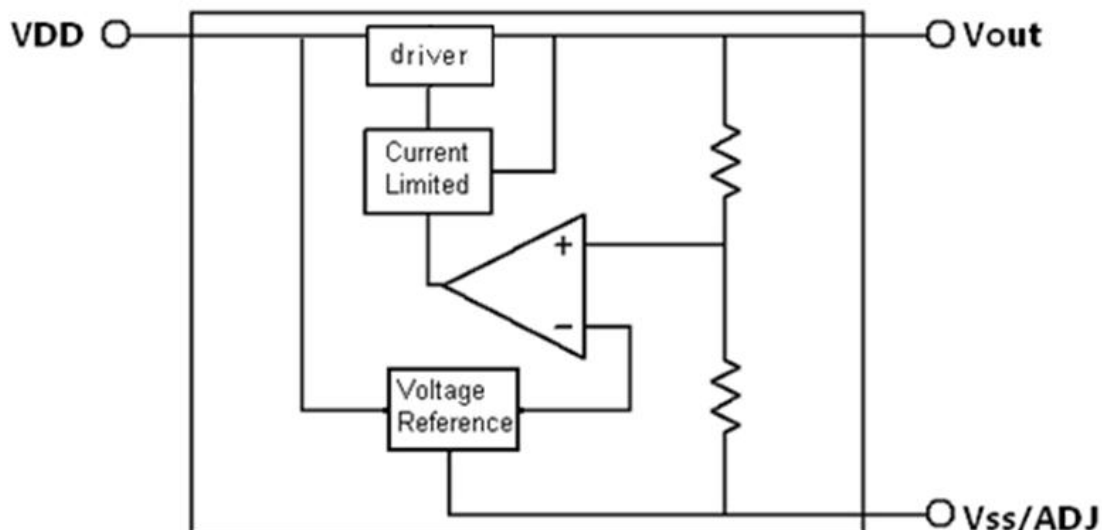 VDD
Vout
driver
Current
Limited
+
−
Voltage
Reference
Vss/ADJ